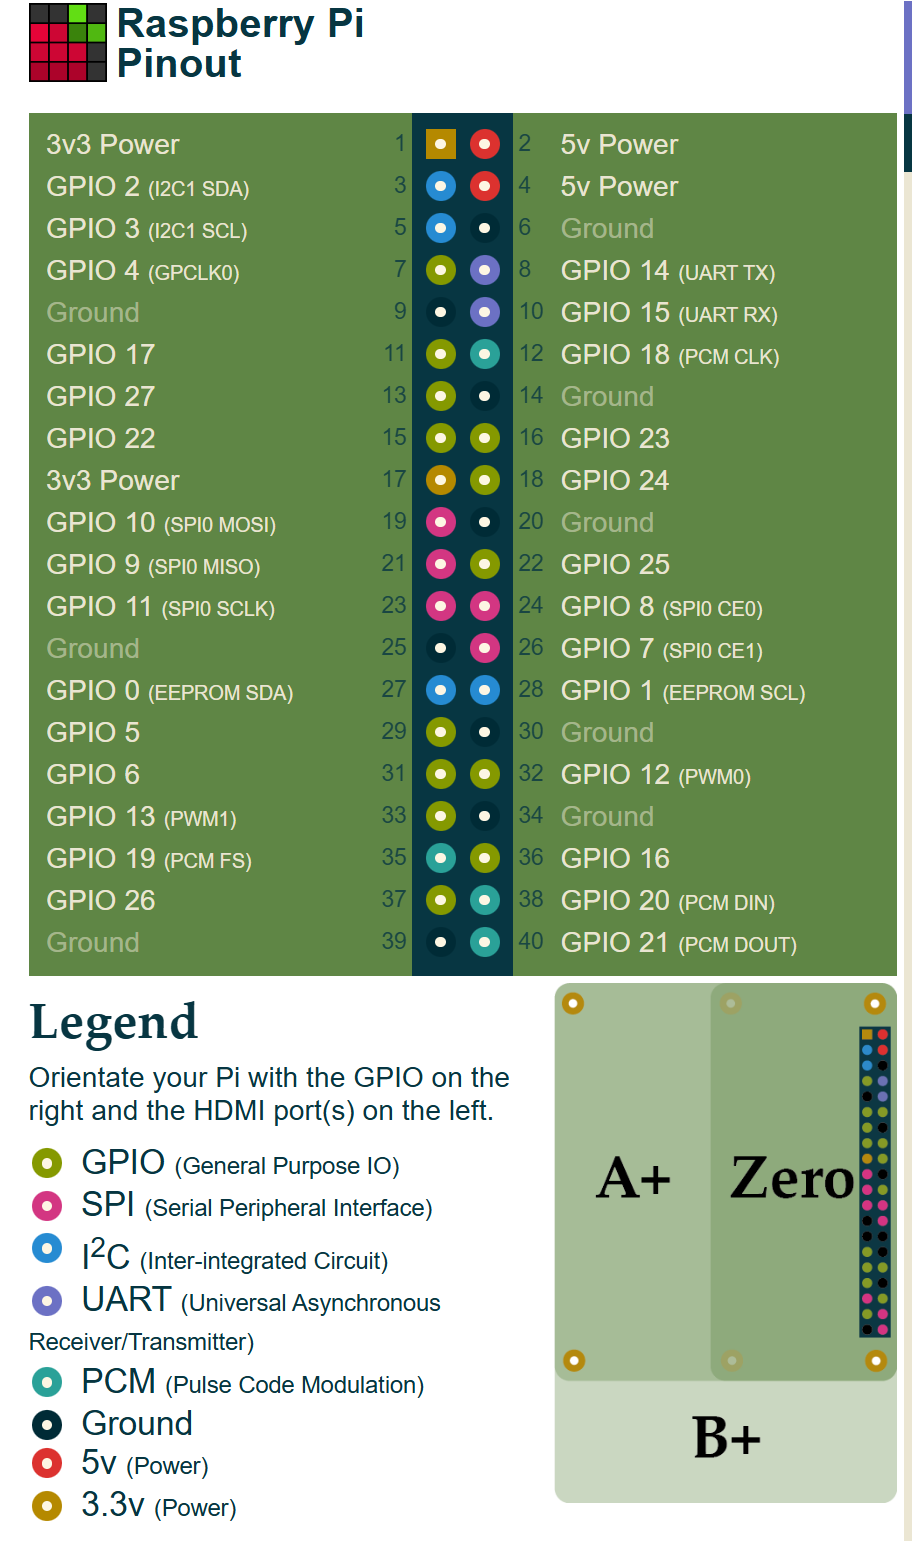 Raspberry Pi
Pinout
3v3 Power 1 2 5v Power
GPIO 2 (I2C1 SDA) 3 4 5v Power
GPIO 3 (I2C1 SCL) 5 6 Ground
GPIO 4 (GPCLK0) 7 8 GPIO 14 (UART TX)
Ground 9 10 GPIO 15 (UART RX)
GPIO 17 11 12 GPIO 18 (PCM CLK)
GPIO 27 13 14 Ground
GPIO 22 15 16 GPIO 23
3v3 Power 17 18 GPIO 24
GPIO 10 (SPI0 MOSI) 19 20 Ground
GPIO 9 (SPI0 MISO) 21 22 GPIO 25
GPIO 11 (SPI0 SCLK) 23 24 GPIO 8 (SPI0 CE0)
Ground 25 26 GPIO 7 (SPI0 CE1)
GPIO 0 (EEPROM SDA) 27 28 GPIO 1 (EEPROM SCL)
GPIO 5 29 30 Ground
GPIO 6 31 32 GPIO 12 (PWM0)
GPIO 13 (PWM1) 33 34 Ground
GPIO 19 (PCM FS) 35 36 GPIO 16
GPIO 26 37 38 GPIO 20 (PCM DIN)
Ground 39 40 GPIO 21 (PCM DOUT)
Legend
Orientate your Pi with the GPIO on the
right and the HDMI port(s) on the left.
GPIO (General Purpose IO)
SPI (Serial Peripheral Interface)
I²C (Inter-integrated Circuit)
UART (Universal Asynchronous
Receiver/Transmitter)
PCM (Pulse Code Modulation)
Ground
5v (Power)
3.3v (Power)
A+ Zero
B+